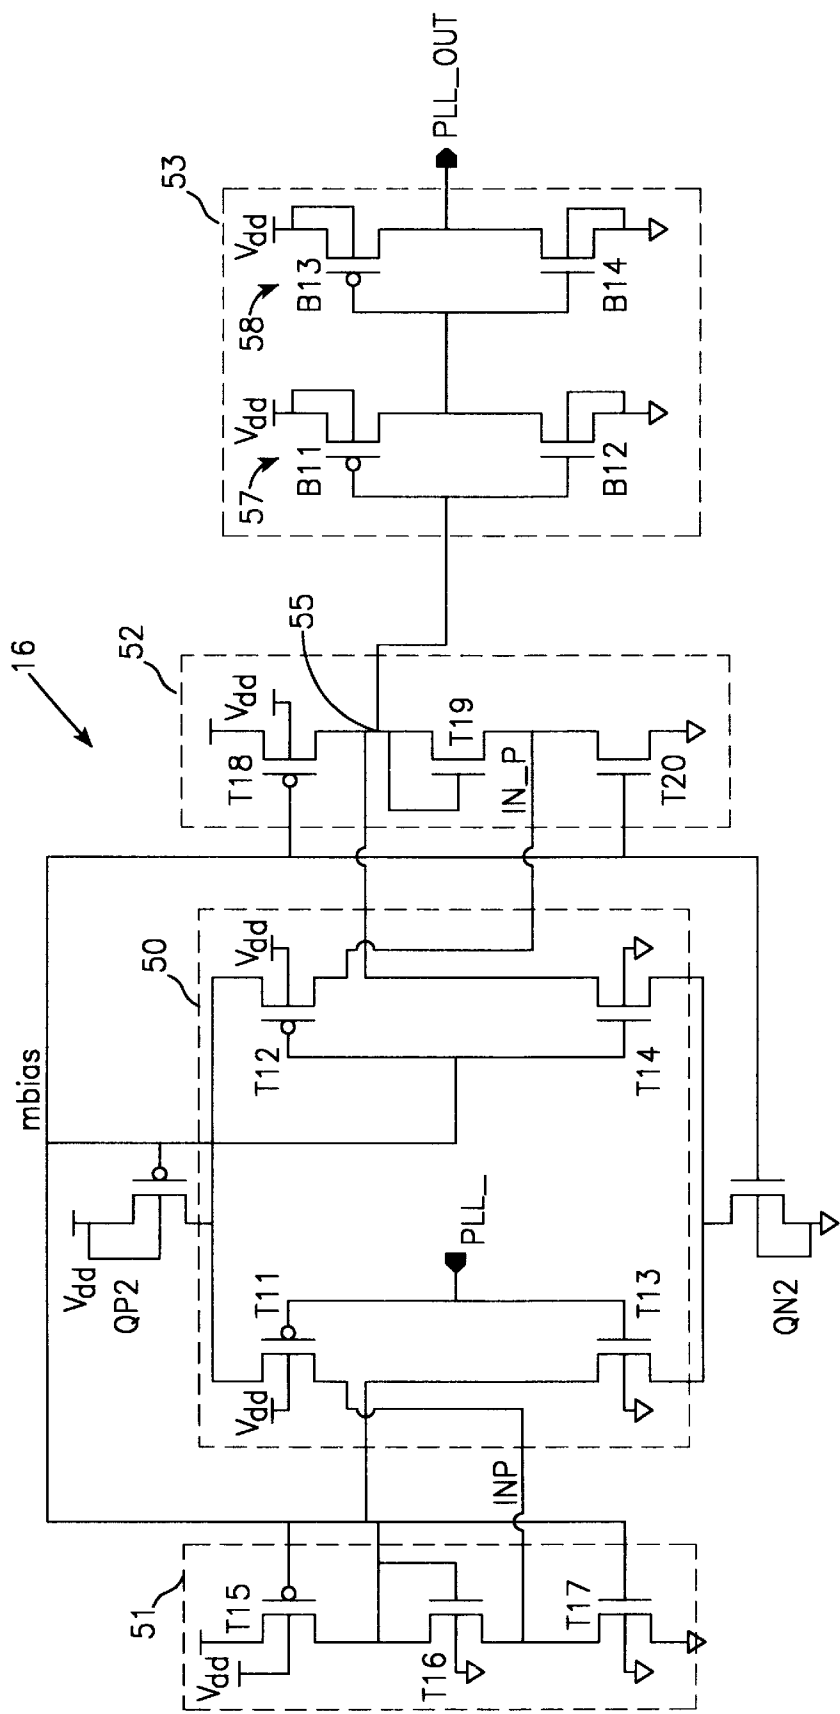 16
mbias
51
Vdd
T15
T16
T17
INP
50
Vdd
QP2
Vdd
T11
T13
PLL_
T12
Vdd
T14
QN2
52
Vdd
T18
55
T19
IN_P
T20
53
57
Vdd
B11
B12
58
Vdd
B13
B14
PLL_OUT